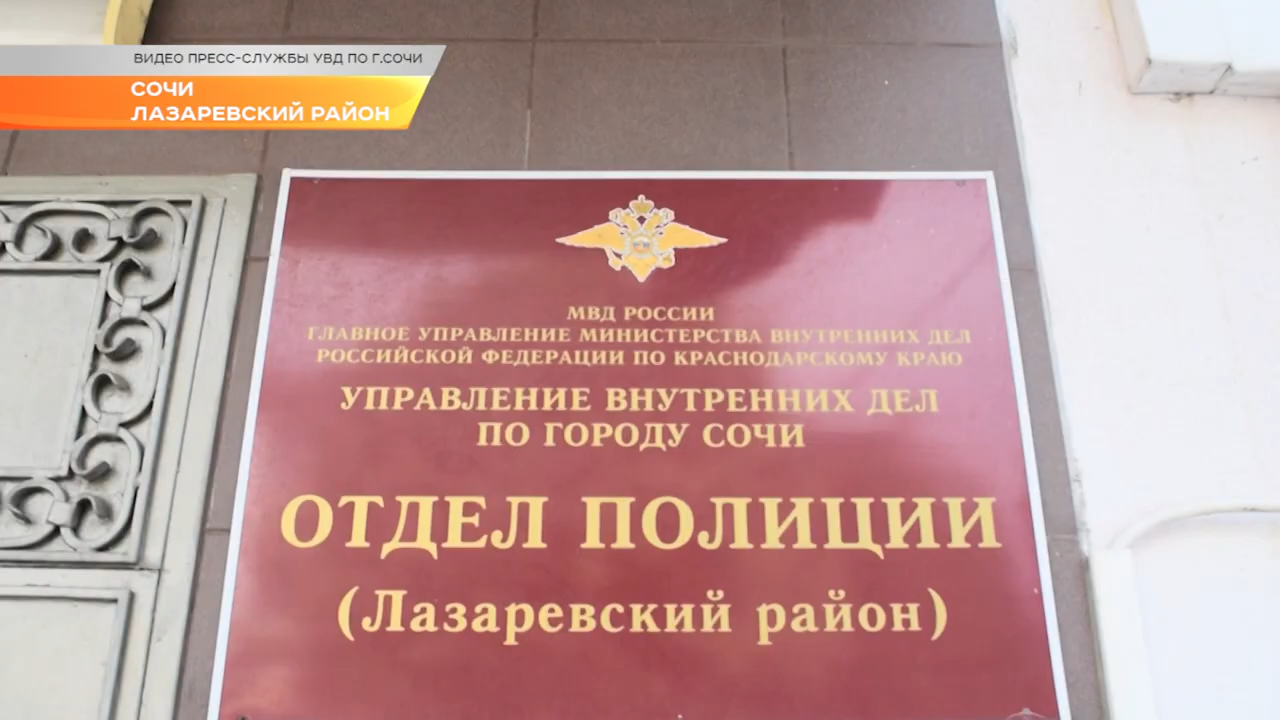 ВИДЕО ПРЕСС-СЛУЖБЫ УВД ПО Г.СОЧИ
СОЧИ
ЛАЗАРЕВСКИЙ РАЙОН
МВД РОССИИ
ГЛАВНОЕ УПРАВЛЕНИЕ МИНИСТЕРСТВА ВНУТРЕННИХ ДЕЛ
РОССИЙСКОЙ ФЕДЕРАЦИИ ПО КРАСНОДАРСКОМУ КРАЮ
УПРАВЛЕНИЕ ВНУТРЕННИХ ДЕЛ
ПО ГОРОДУ СОЧИ
ОТДЕЛ ПОЛИЦИИ
(Лазаревский район)